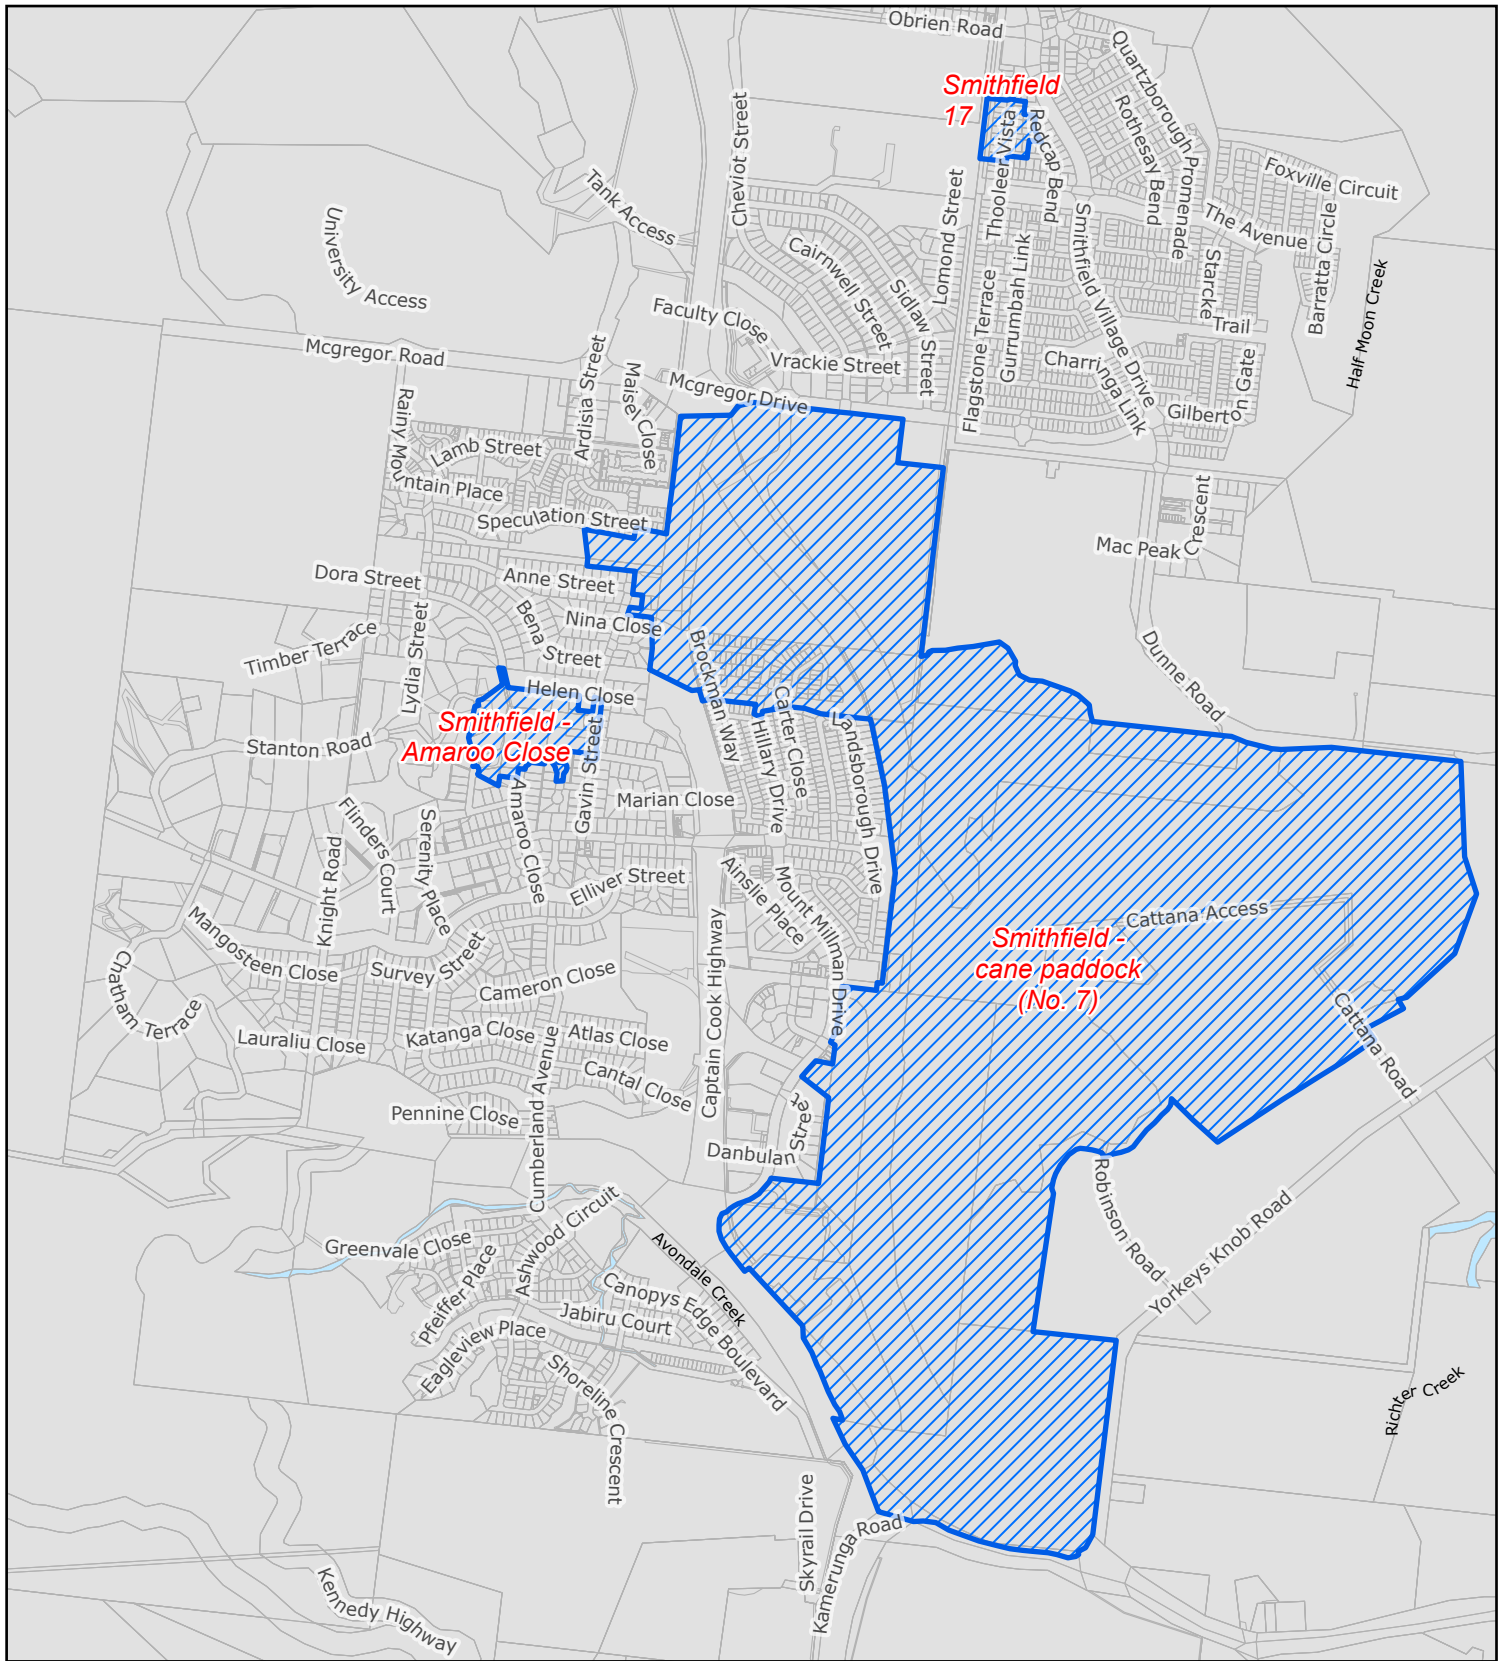 Obrien Road
Quartzborough Promenade
Smithfield
17
Cheviot Street
Thooleer Vista
Redcap Bend
Rothesay Bend
Foxville Circuit
Tank Access
University Access
Lomond Street
Smithfield Village Drive
The Avenue
Barratta Circle
Cairnwell Street
Sidlaw Street
Gurrumbah Link
Starcke
Trail
Half Moon Creek
Faculty Close
Flagstone Terrace
Mcgregor Road
Ardisia Street
Maisel Close
Vrackie Street
Charringa Link
Gilberton Gate
Mcgregor Drive
Rainy Mountain Place
Lamb Street
Speculation Street
Mac Peak Crescent
Dora Street
Anne Street
Lydia Street
Bena Street
Nina Close
Timber Terrace
Brockman Way
Dunne Road
Helen Close
Carter Close
Smithfield -
Amaroo Close
Stanton Road
Gavin Street
Hillary Drive
Landsborough Drive
Marian Close
Flinders Court
Serenity Place
Amaroo Close
Knight Road
Elliver Street
Ainslie Place
Mount Millman Drive
Cattana Access
Mangosteen Close
Survey Street
Captain Cook Highway
Smithfield -
cane paddock
(No. 7)
Chatham Terrace
Cameron Close
Cattana Road
Lauraliu Close
Katanga Close
Atlas Close
Cumberland Avenue
Cantal Close
Pennine Close
Danbulan Street
Robinson Road
Yorkeys Knob Road
Greenvale Close
Ashwood Circuit
Pfeiffer Place
Avondale Creek
Canopys Edge Boulevard
Jabiru Court
Eagleview Place
Shoreline Crescent
Richter Creek
Skyrail Drive
Kamerunga Road
Kennedy Highway